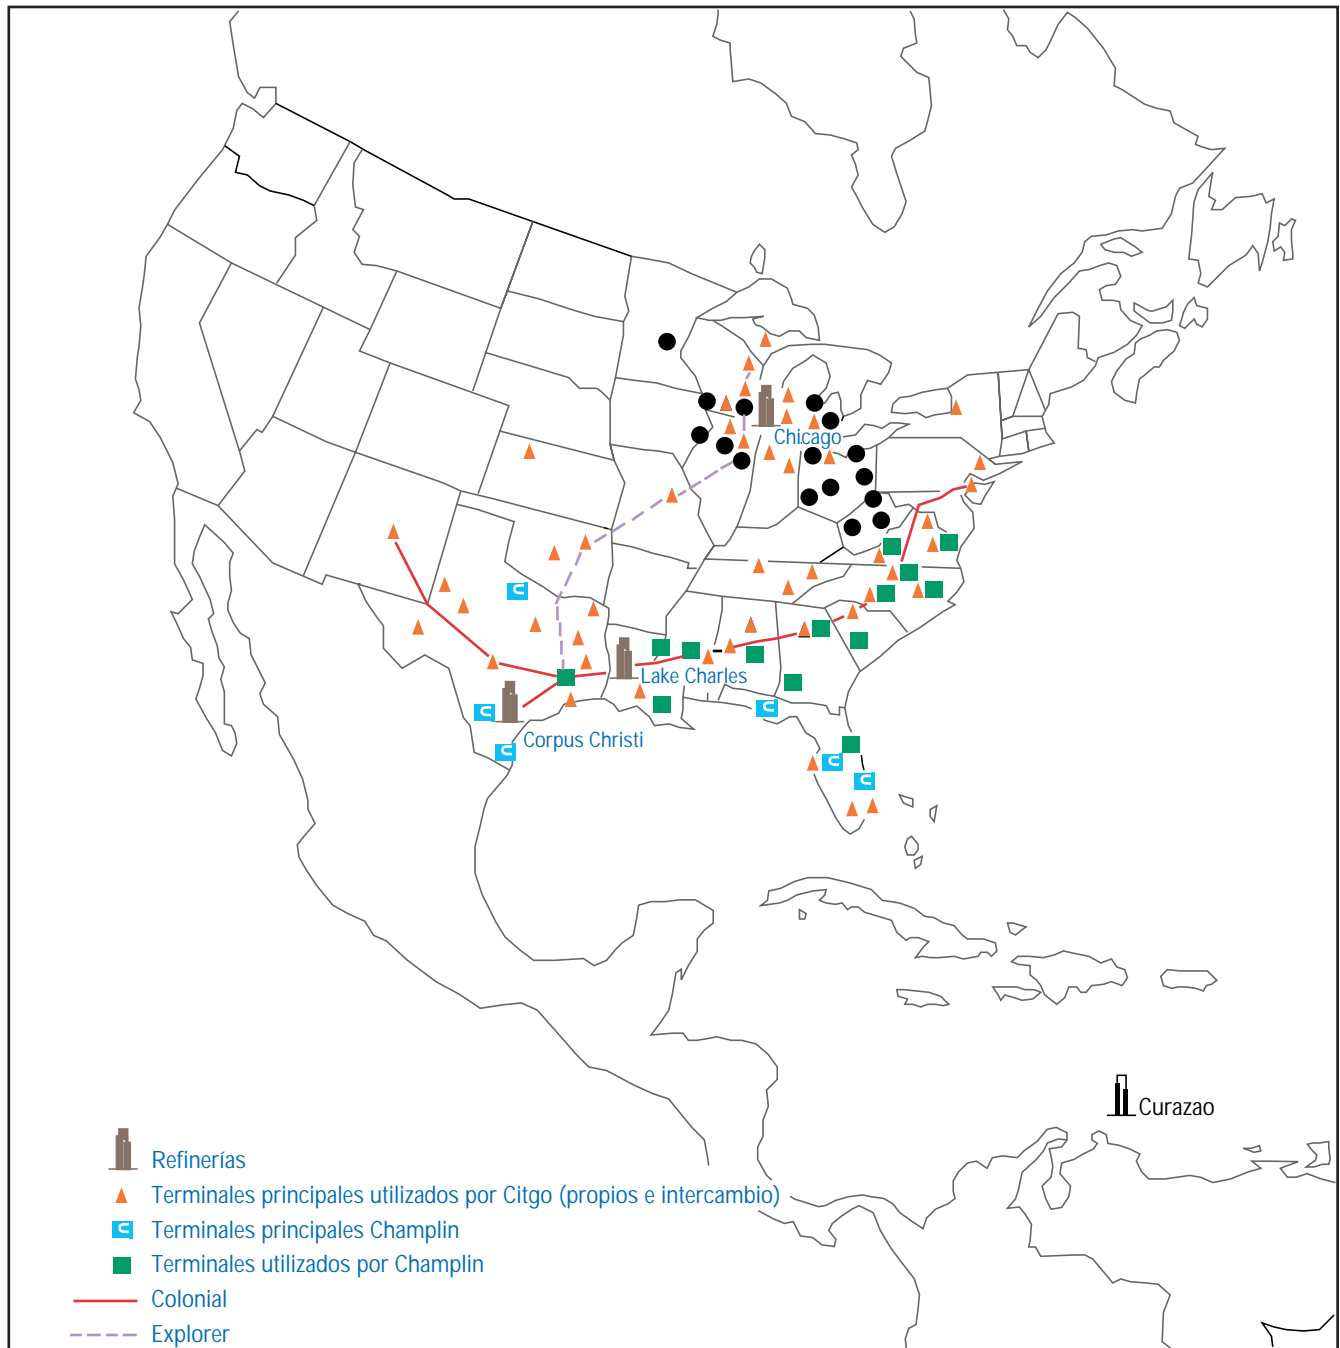 Chicago
Lake Charles
Corpus Christi
Curazao
Refinerías
Terminales principales utilizados por Citgo (propios e intercambio)
Terminales principales Champlin
Terminales utilizados por Champlin
Colonial
Explorer